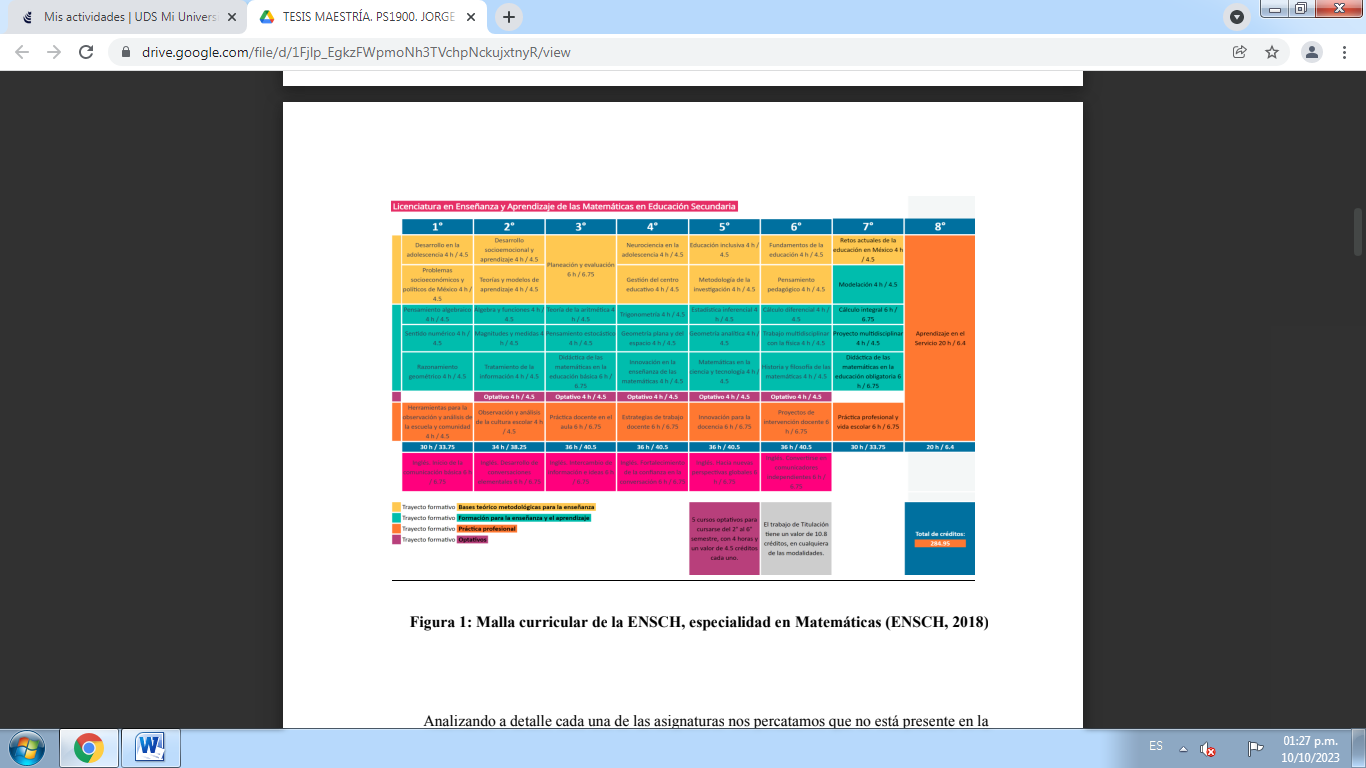 Mis actividades | UDS Mi Univers
TESIS MAESTRÍA. PS1900. JORGE
drive.google.com/file/d/1FjIp_EgkzFWpmoNh3TVchpNckujxtnyR/view
Licenciatura en Enseñanza y Aprendizaje de las Matemáticas en Educación Secundaria
1° 2° 3° 4° 5° 6° 7° 8°
Desarrollo en la
adolescencia 4 h / 4.5
Desarrollo
socioemocional y
aprendizaje 4 h / 4.5
Planeación y evaluación
6 h / 6.75
Neurociencia en la
adolescencia 4 h / 4.5
Educación inclusiva 4 h /
4.5
Fundamentos de la
educación 4 h / 4.5
Retos actuales de la
educación en México 4 h
/ 4.5
Problemas
socioeconómicos y
políticos de México 4 h /
4.5
Teorías y modelos de
aprendizaje 4 h / 4.5
Gestión del centro
educativo 4 h / 4.5
Metodología de la
investigación 4 h / 4.5
Pensamiento
pedagógico 4 h / 4.5
Modelación 4 h / 4.5
Pensamiento algebraico
4 h / 4.5
Álgebra y funciones 4 h /
4.5
Teoría de la aritmética 4
h / 4.5
Trigonometría 4 h / 4.5
Estadística inferencial 4
h / 4.5
Cálculo diferencial 4 h /
4.5
Cálculo integral 6 h /
6.75
Sentido numérico 4 h /
4.5
Magnitudes y medidas 4
h / 4.5
Pensamiento estocástico
4 h / 4.5
Geometría plana y del
espacio 4 h / 4.5
Geometría analítica 4 h /
4.5
Trabajo multidisciplinar
con la física 4 h / 4.5
Proyecto multidisciplinar
4 h / 4.5
Aprendizaje en el
Servicio 20 h / 6.4
Razonamiento
geométrico 4 h / 4.5
Tratamiento de la
información 4 h / 4.5
Didáctica de las
matemáticas en la
educación básica 6 h /
6.75
Innovación en la
enseñanza de las
matemáticas 4 h / 4.5
Matemáticas en la
ciencia y tecnología 4 h /
4.5
Historia y filosofía de las
matemáticas 4 h / 4.5
Didáctica de las
matemáticas en la
educación obligatoria 6
h / 6.75
Optativo 4 h / 4.5 Optativo 4 h / 4.5 Optativo 4 h / 4.5 Optativo 4 h / 4.5 Optativo 4 h / 4.5
Herramientas para la
observación y análisis de
la escuela y comunidad
4 h / 4.5
Observación y análisis
de la cultura escolar 4 h
/ 4.5
Práctica docente en el
aula 6 h / 6.75
Estrategias de trabajo
docente 6 h / 6.75
Innovación para la
docencia 6 h / 6.75
Proyectos de
intervención docente 6
h / 6.75
Práctica profesional y
vida escolar 6 h / 6.75
30 h / 33.75 34 h / 38.25 36 h / 40.5 36 h / 40.5 36 h / 40.5 36 h / 40.5 30 h / 33.75 20 h / 6.4
Trayecto formativo Bases teórico metodológicas para la enseñanza
Trayecto formativo Formación para la enseñanza y el aprendizaje
Trayecto formativo Práctica profesional
Trayecto formativo Optativos
5 cursos optativos para
cursarse del 2° al 6°
semestre, con 4 horas y
un valor de 4.5 créditos
cada uno.
El trabajo de Titulación
tiene un valor de 10.8
créditos, en cualquiera
de las modalidades.
Total de créditos:
284.95
Figura 1: Malla curricular de la ENSCH, especialidad en Matemáticas (ENSCH, 2018)
Analizando a detalle cada una de las asignaturas nos percatamos que no está presente en la
ES
01:27 p.m.
10/10/2023